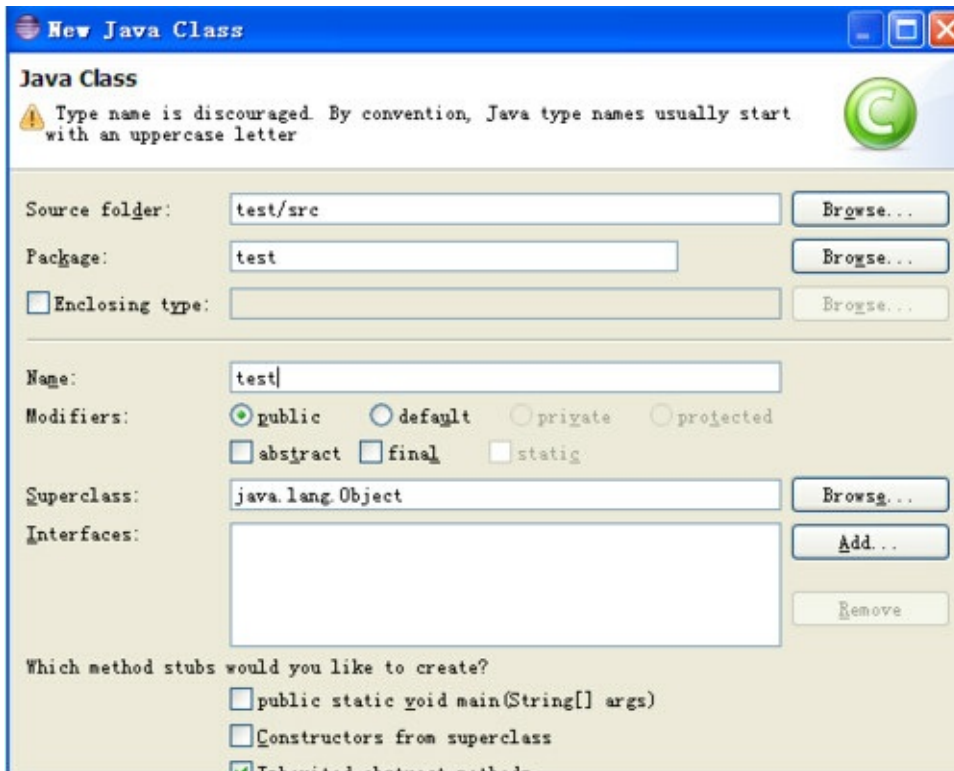 New Java Class
Java Class
Type name is discouraged. By convention, Java type names usually start
with an uppercase letter
Source folder: test/src Browse...
Package: test Browse...
Enclosing type: Browse...
Name: test
Modifiers: public default private protected
abstract final static
Superclass: java.lang.Object Browse...
Interfaces: Add...
Remove
Which method stubs would you like to create?
public static void main(String[] args)
Constructors from superclass
Inherited abstract methods